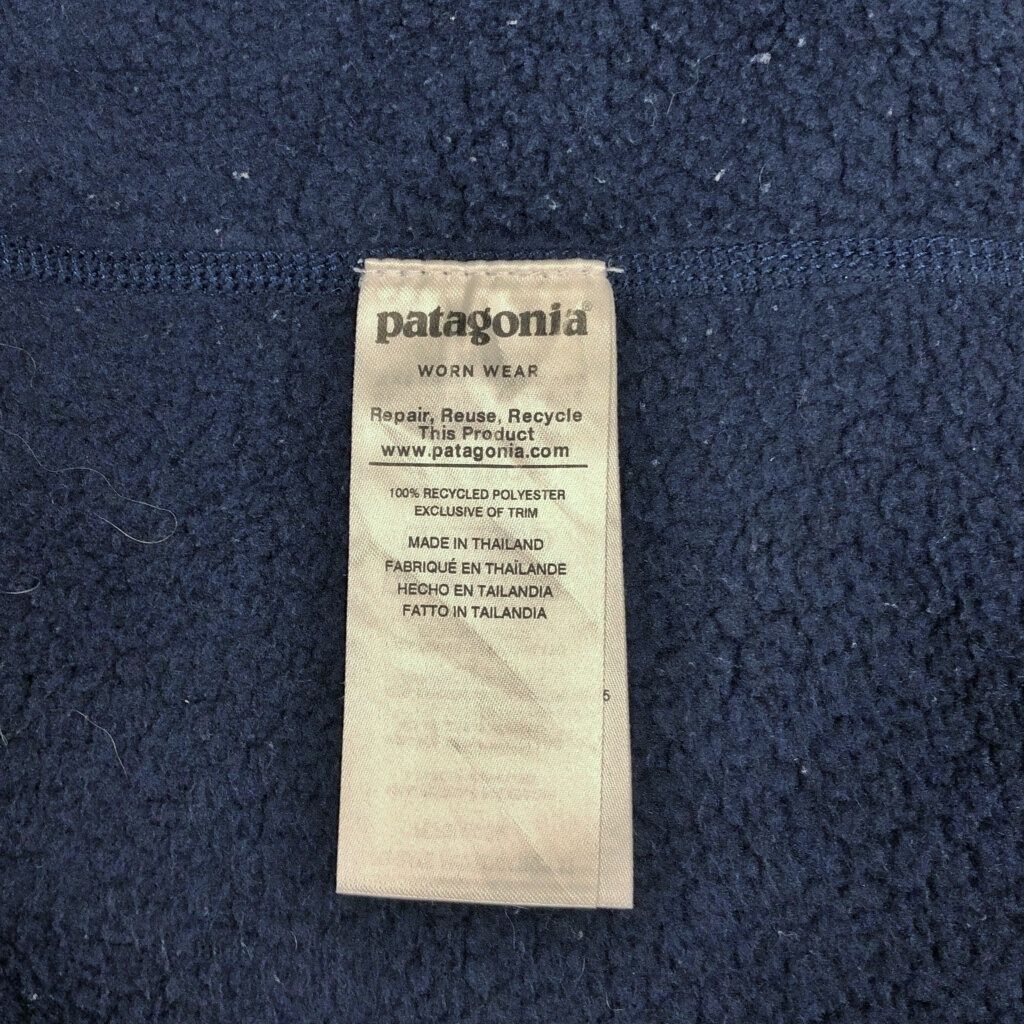 patagonia®
WORN WEAR
Repair, Reuse, Recycle
This Product
www.patagonia.com
100% RECYCLED POLYESTER
EXCLUSIVE OF TRIM
MADE IN THAILAND
FABRIQUÉ EN THAÏLANDE
HECHO EN TAILANDIA
FATTO IN TAILANDIA
5